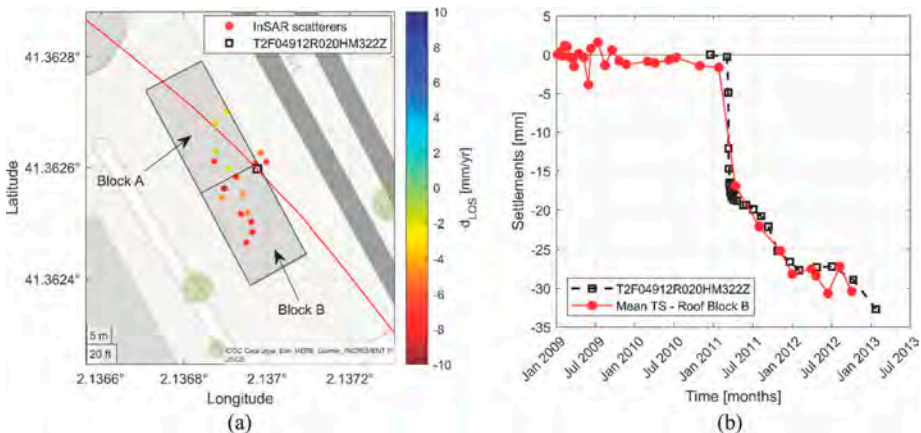 InSAR scatterers
T2F04912R020HM322Z
41.3628°
41.3626°
41.3624°
Latitude
Block A
Block B
5 m
20 ft
USGS
2.1366°
2.1368°
2.137°
2.1372°
Longitude
10
8
6
4
2
0
-2
-4
-6
-8
-10
d_LOS [mm/yr]
(a)
5
0
-5
-10
-15
-20
-25
-30
-35
Settlements [mm]
T2F04912R020HM322Z
Mean TS - Roof Block B
Jan 2009
Jul 2009
Jan 2010
Jul 2010
Jan 2011
Jul 2011
Jan 2012
Jul 2012
Jan 2013
Jul 2013
Time [months]
(b)